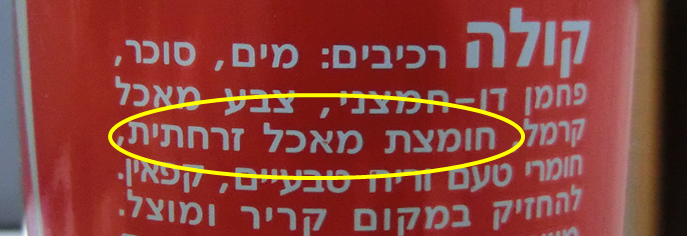 קולה רכיבים: מים, סוכר,
פחמן דו-חמצני, צבע מאכל
קרמל, חומצת מאכל זרחתית,
חומרי טעם וריח טבעיים, קפאין.
להחזיק במקום קריר ומוצל.